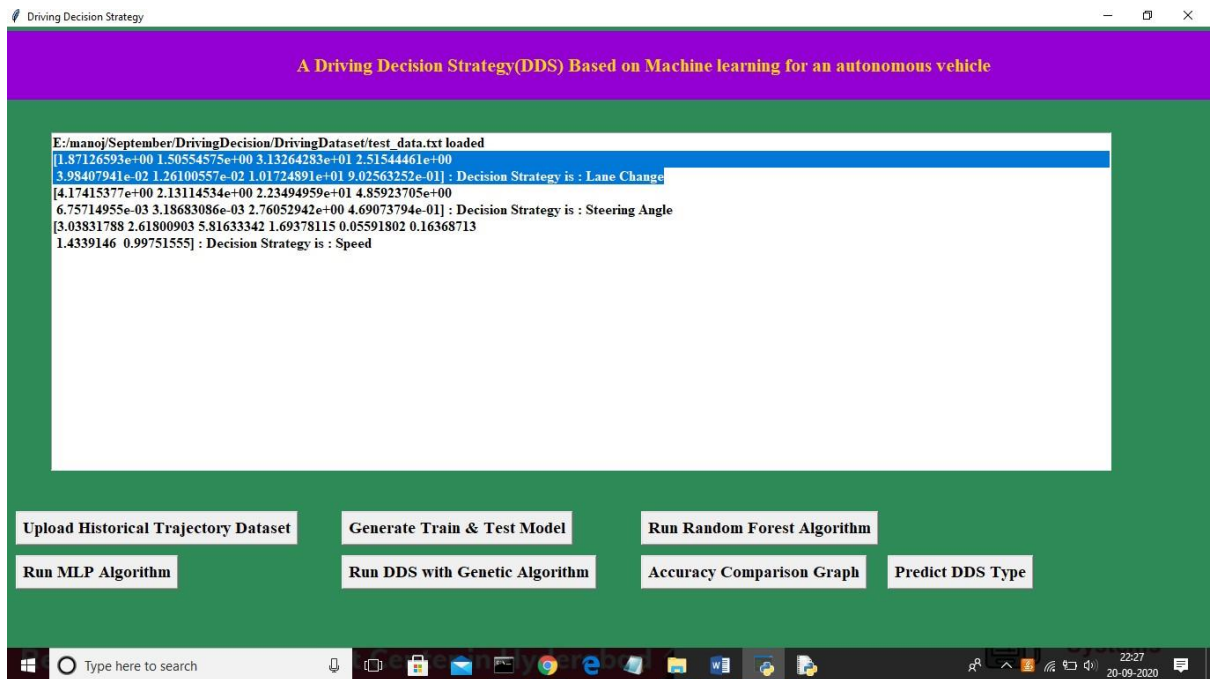 Driving Decision Strategy
A Driving Decision Strategy(DDS) Based on Machine learning for an autonomous vehicle
E:/manoj/September/DrivingDecision/DrivingDataset/test_data.txt loaded
[1.87126593e+00 1.50554575e+00 3.13264283e+01 2.51544461e+00
3.98407941e-02 1.26100557e-02 1.01724891e+01 9.02563252e-01] : Decision Strategy is : Lane Change
[4.17415377e+00 2.13114534e+00 2.23494959e+01 4.85923705e+00
6.75714955e-03 3.18683086e-03 2.76052942e+00 4.69073794e-01] : Decision Strategy is : Steering Angle
[3.03831788 2.61800903 5.81633342 1.69378115 0.05591802 0.16368713
1.4339146 0.99751555] : Decision Strategy is : Speed
Upload Historical Trajectory Dataset
Generate Train & Test Model
Run Random Forest Algorithm
Run MLP Algorithm
Run DDS with Genetic Algorithm
Accuracy Comparison Graph
Predict DDS Type
Type here to search
22:27
20-09-2020